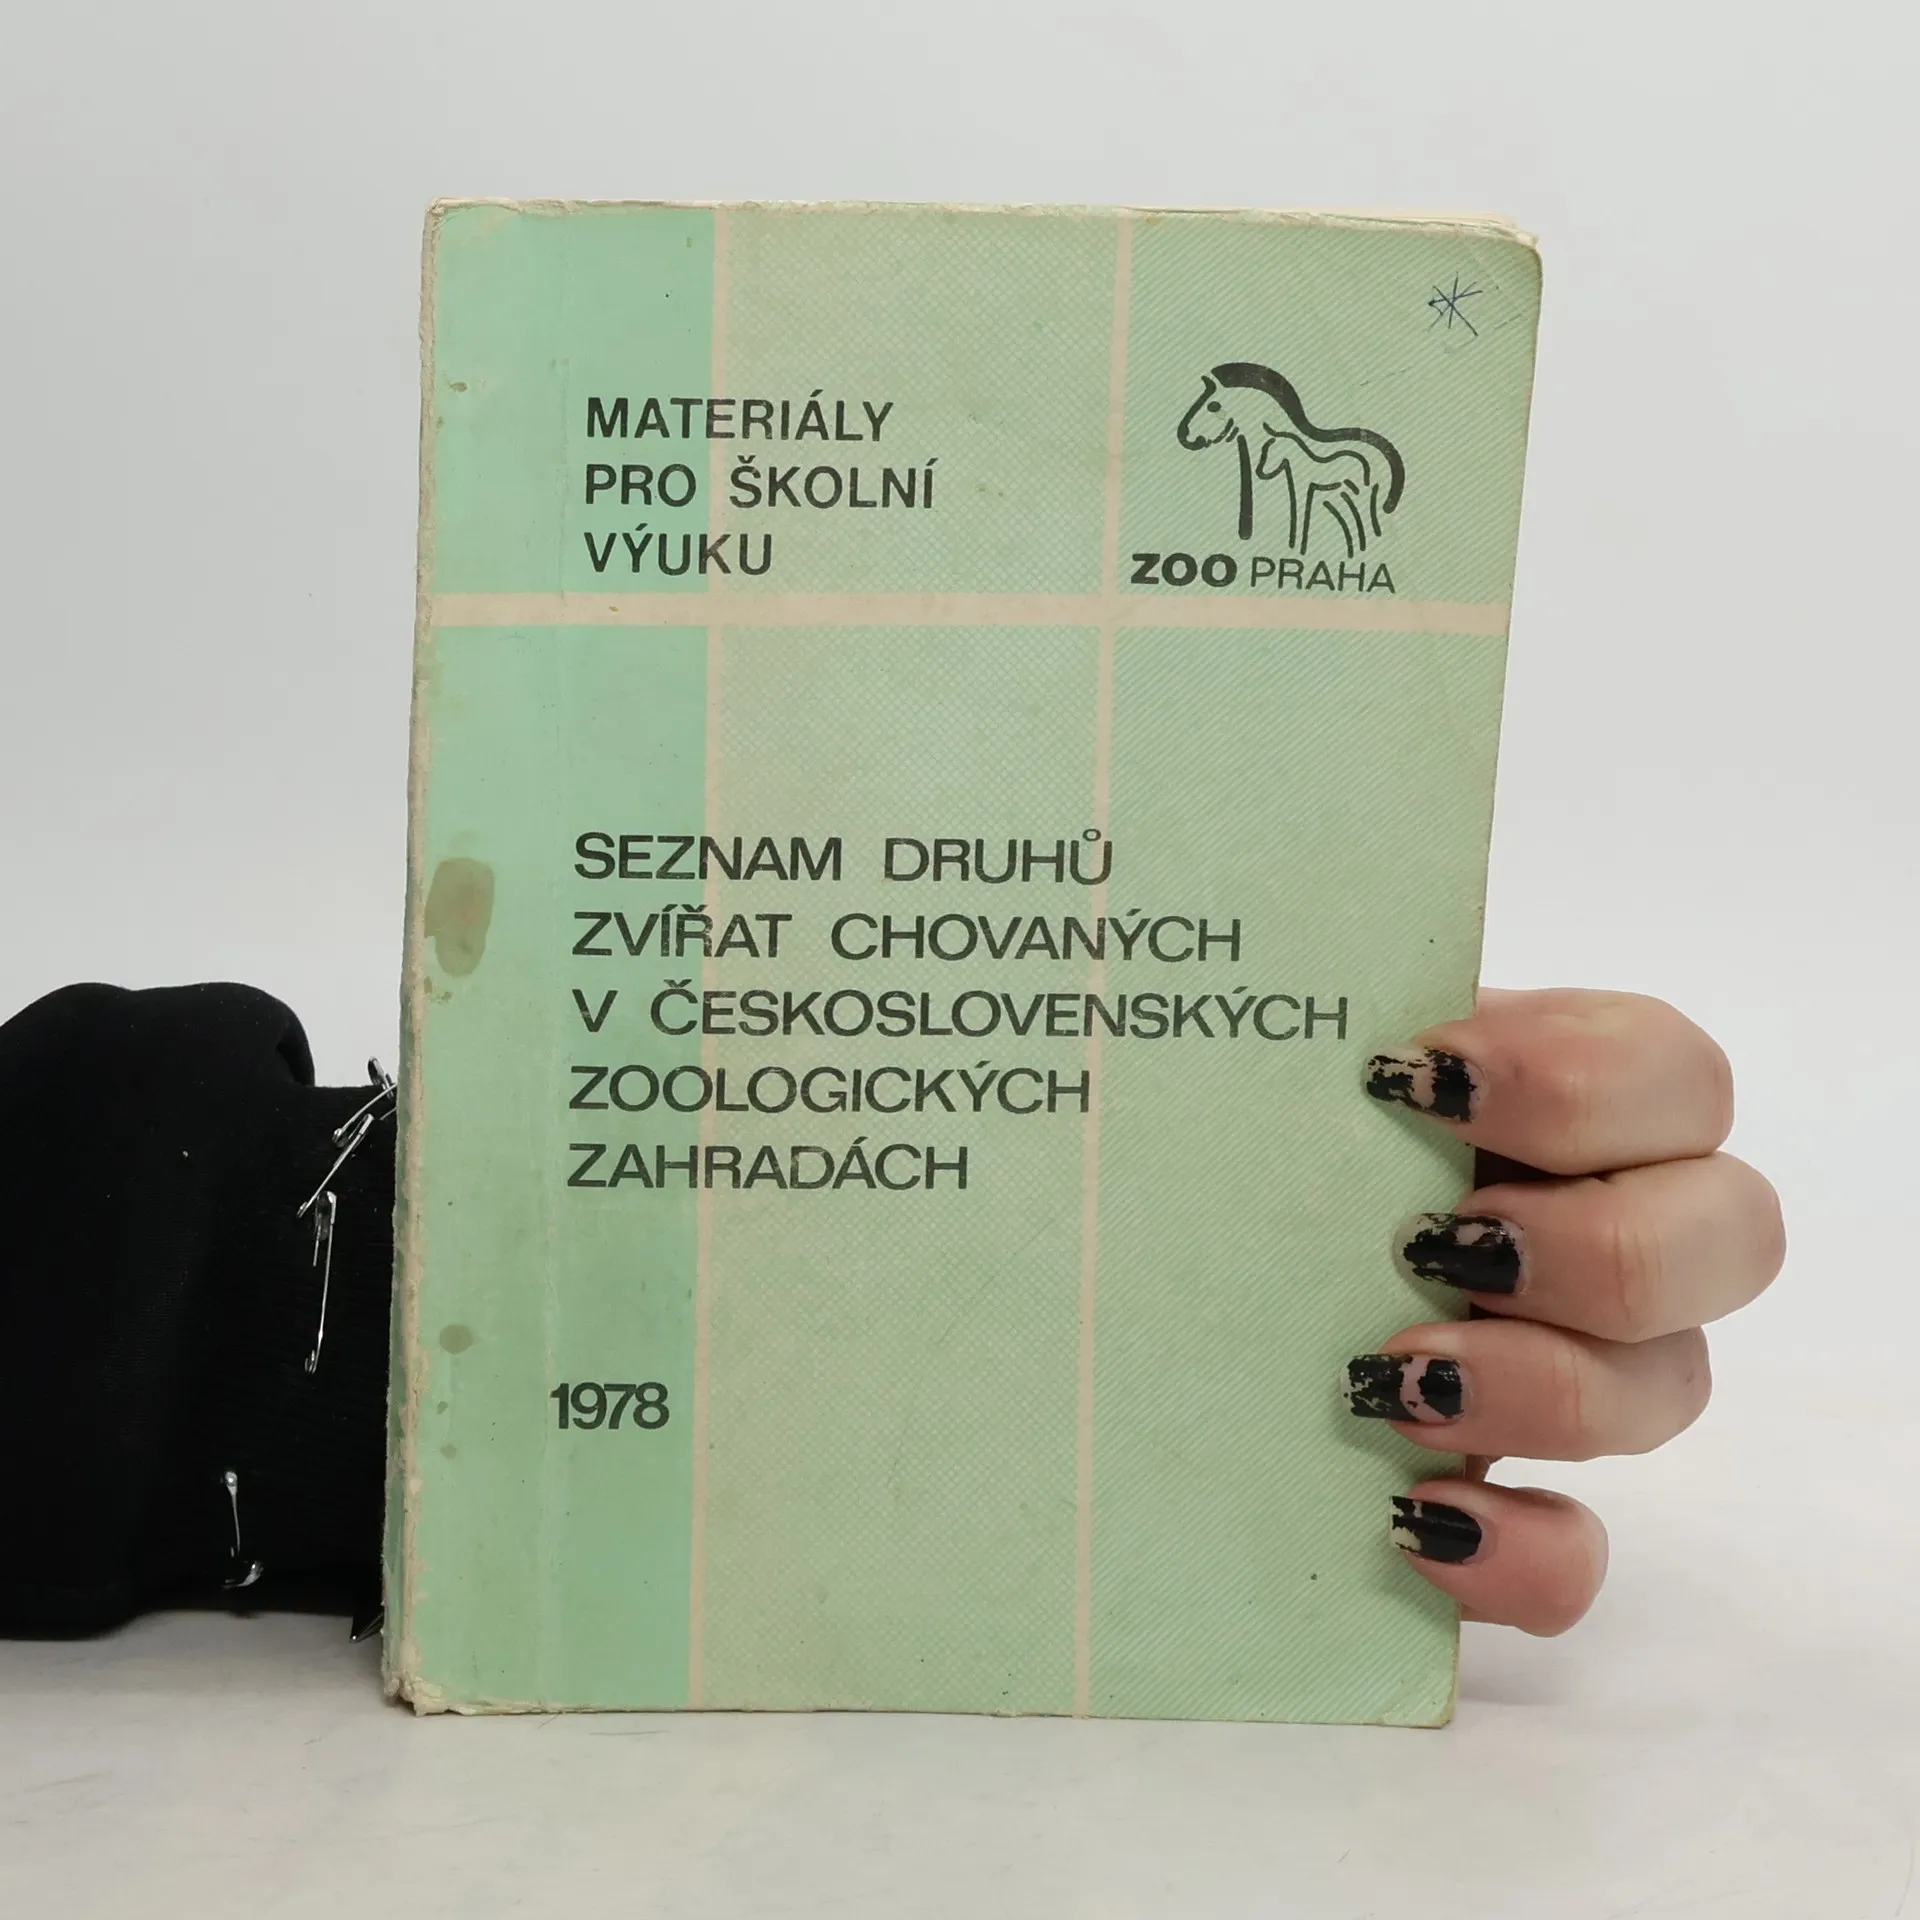 MATERIÁLY
PRO ŠKOLNÍ
VÝUKU
ZOO PRAHA
SEZNAM DRUHŮ
ZVÍŘAT CHOVANÝCH
V ČESKOSLOVENSKÝCH
ZOOLOGICKÝCH
ZAHRADÁCH
1978